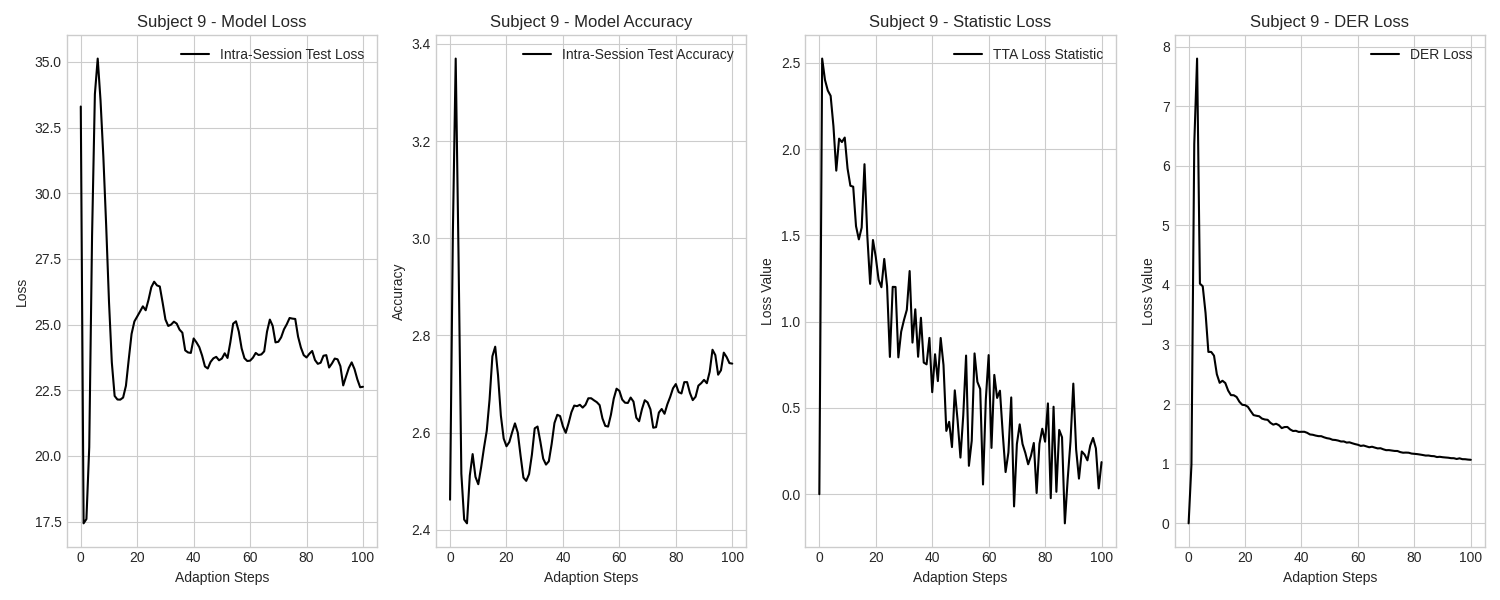 Subject 9 - Model Loss
Intra-Session Test Loss
35.0
32.5
30.0
27.5
25.0
22.5
20.0
17.5
Loss
0 20 40 60 80 100
Adaption Steps
Subject 9 - Model Accuracy
Intra-Session Test Accuracy
3.4
3.2
3.0
2.8
2.6
2.4
Accuracy
0 20 40 60 80 100
Adaption Steps
Subject 9 - Statistic Loss
TTA Loss Statistic
2.5
2.0
1.5
1.0
0.5
0.0
Loss Value
0 20 40 60 80 100
Adaption Steps
Subject 9 - DER Loss
DER Loss
8
7
6
5
4
3
2
1
0
Loss Value
0 20 40 60 80 100
Adaption Steps